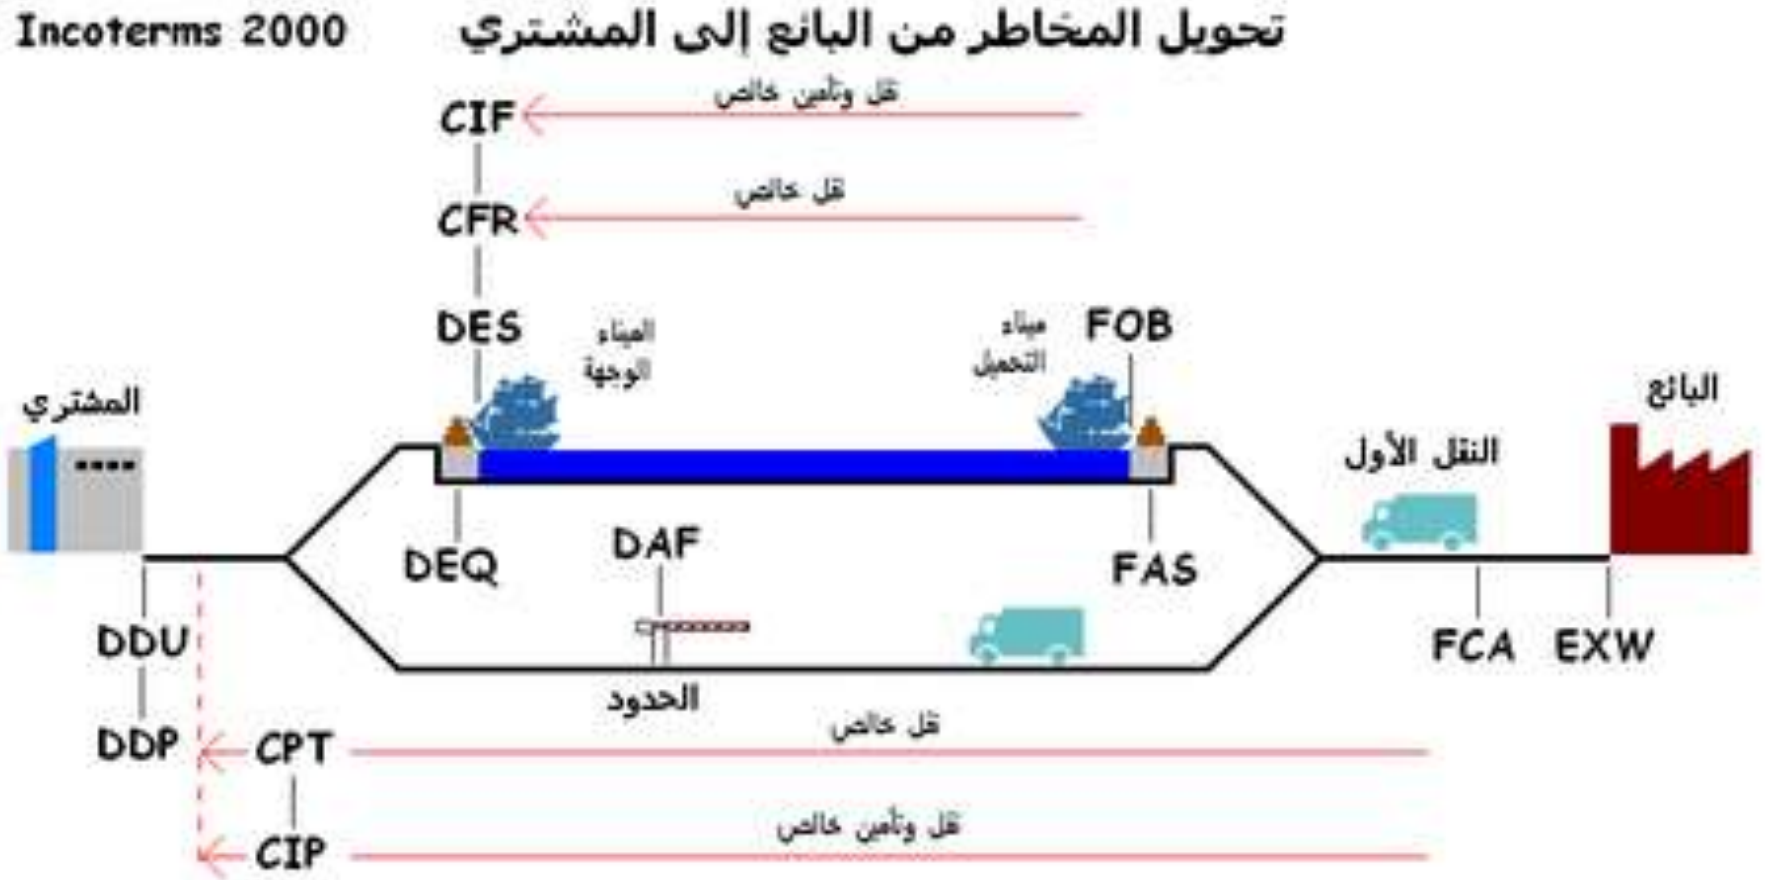 Incoterms 2000
تحويل المخاطر من البائع إلى المشتري
نقل وتأمين خالص
CIF
نقل خالص
CFR
DES
الميناء
الوجهة
ميناء
التحميل
FOB
المشتري
البائع
النقل الأول
DEQ
DAF
FAS
DDU
FCA
EXW
الحدود
نقل خالص
DDP
CPT
نقل وتأمين خالص
CIP